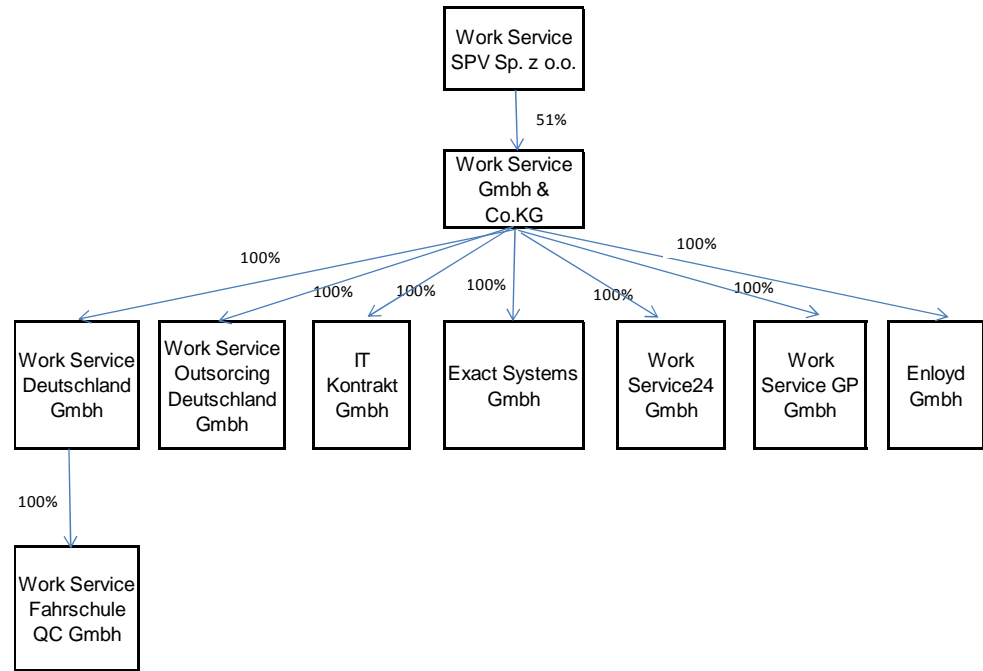 Work Service
SPV Sp. z o.o.
51%
Work Service
Gmbh &
Co.KG
100%
100%
100%
100%
100%
100%
100%
Work Service
Deutschland
Gmbh
Work Service
Outsorcing
Deutschland
Gmbh
IT
Kontrakt
Gmbh
Exact Systems
Gmbh
Work
Service24
Gmbh
Work
Service GP
Gmbh
Enloyd
Gmbh
100%
Work Service
Fahrschule
QC Gmbh